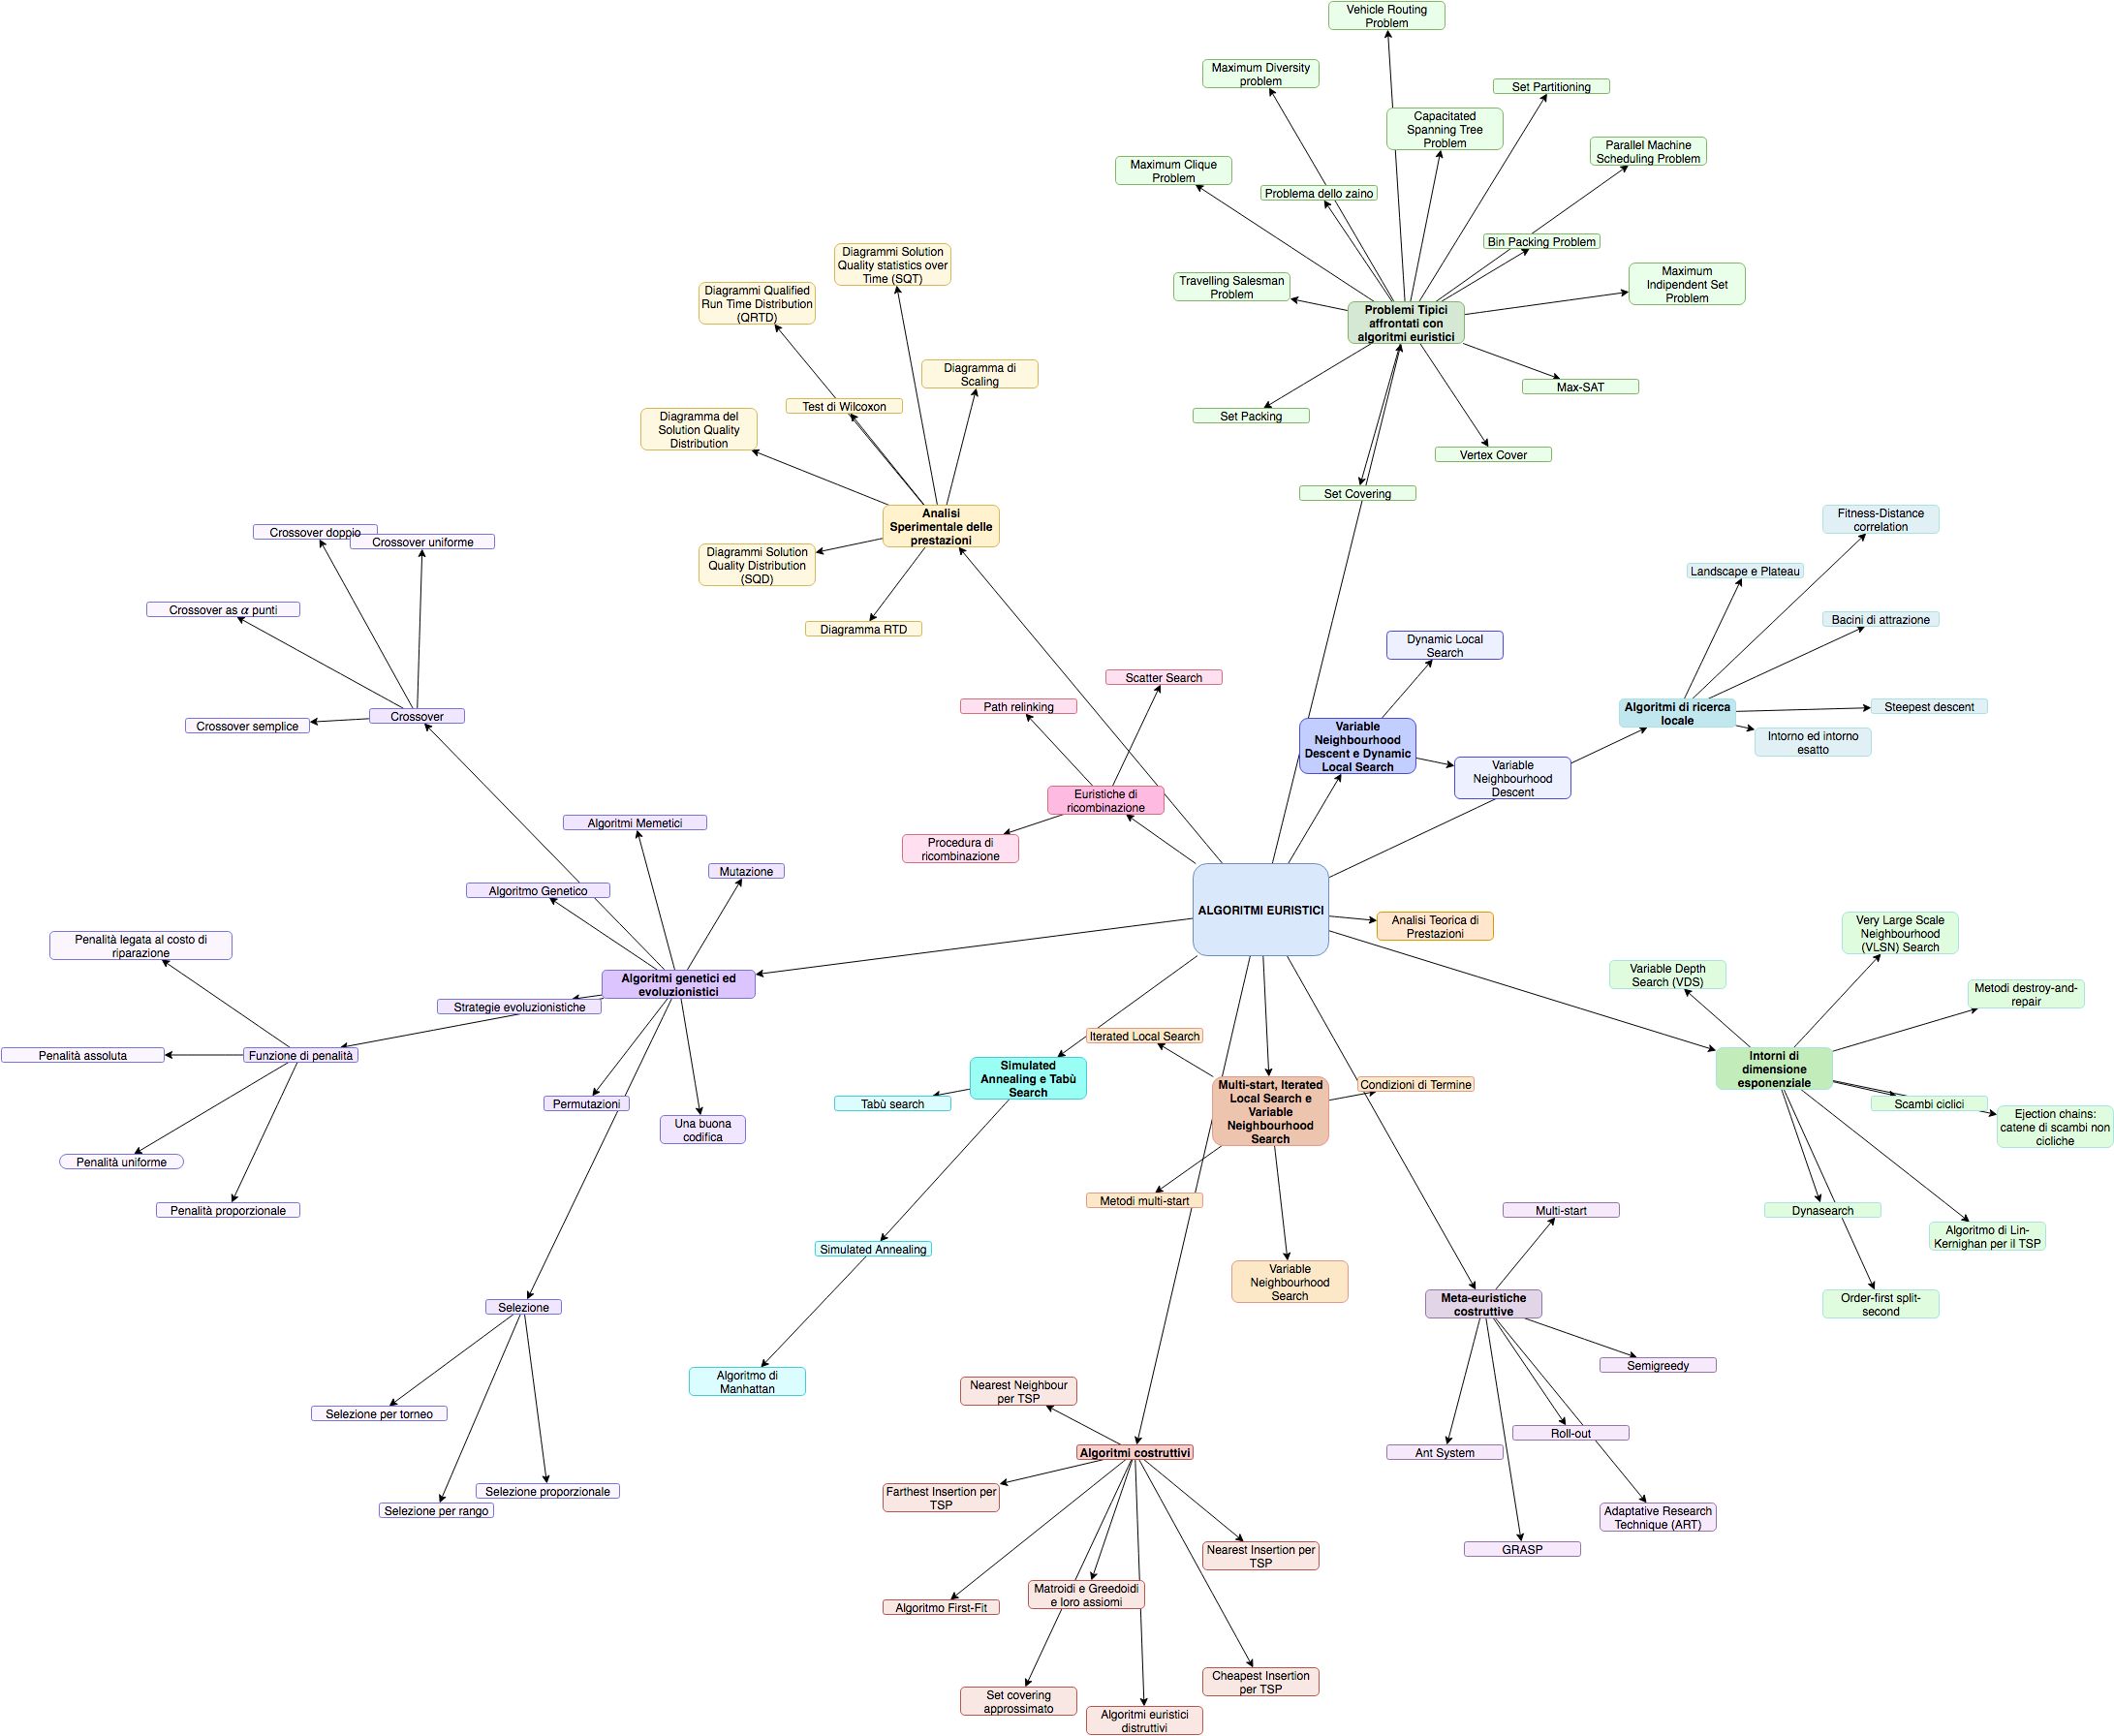 Vehicle Routing
Problem
Maximum Diversity
problem
Set Partitioning
Capacitated
Spanning Tree
Problem
Parallel Machine
Scheduling Problem
Maximum Clique
Problem
Problema dello zaino
Bin Packing Problem
Travelling Salesman
Problem
Maximum
Indipendent Set
Problem
Problemi Tipici
affrontati con
algoritmi euristici
Max-SAT
Set Packing
Vertex Cover
Set Covering
Diagrammi Solution
Quality statistics over
Time (SQT)
Diagrammi Qualified
Run Time Distribution
(QRTD)
Diagramma di
Scaling
Test di Wilcoxon
Diagramma del
Solution Quality
Distribution
Analisi
Sperimentale delle
prestazioni
Diagrammi Solution
Quality Distribution
(SQD)
Diagramma RTD
Crossover doppio
Crossover uniforme
Crossover as α punti
Crossover
Crossover semplice
Fitness-Distance
correlation
Landscape e Plateau
Bacini di attrazione
Algoritmi di ricerca
locale
Steepest descent
Intorno ed intorno
esatto
Dynamic Local
Search
Variable
Neighbourhood
Descent e Dynamic
Local Search
Variable
Neighbourhood
Descent
Scatter Search
Path relinking
Euristiche di
ricombinazione
Procedura di
ricombinazione
ALGORITMI EURISTICI
Analisi Teorica di
Prestazioni
Algoritmi Memetici
Mutazione
Algoritmo Genetico
Algoritmi genetici ed
evoluzionistici
Strategie evoluzionistiche
Penalità legata al costo di
riparazione
Penalità assoluta
Funzione di penalità
Penalità uniforme
Penalità proporzionale
Permutazioni
Una buona
codifica
Selezione
Selezione per torneo
Selezione proporzionale
Selezione per rango
Iterated Local Search
Simulated
Annealing e Tabù
Search
Tabù search
Simulated Annealing
Algoritmo di
Manhattan
Multi-start, Iterated
Local Search e
Variable
Neighbourhood
Search
Condizioni di Termine
Metodi multi-start
Variable
Neighbourhood
Search
Very Large Scale
Neighbourhood
(VLSN) Search
Variable Depth
Search (VDS)
Metodi destroy-and-
repair
Intorni di
dimensione
esponenziale
Scambi ciclici
Ejection chains:
catene di scambi non
cicliche
Dynasearch
Algoritmo di Lin-
Kernighan per il TSP
Order-first split-
second
Multi-start
Meta-euristiche
costruttive
Semigreedy
Roll-out
Ant System
Adaptative Research
Technique (ART)
GRASP
Nearest Neighbour
per TSP
Algoritmi costruttivi
Farthest Insertion per
TSP
Nearest Insertion per
TSP
Matroidi e Greedoidi
e loro assiomi
Algoritmo First-Fit
Cheapest Insertion
per TSP
Set covering
approssimato
Algoritmi euristici
distruttivi